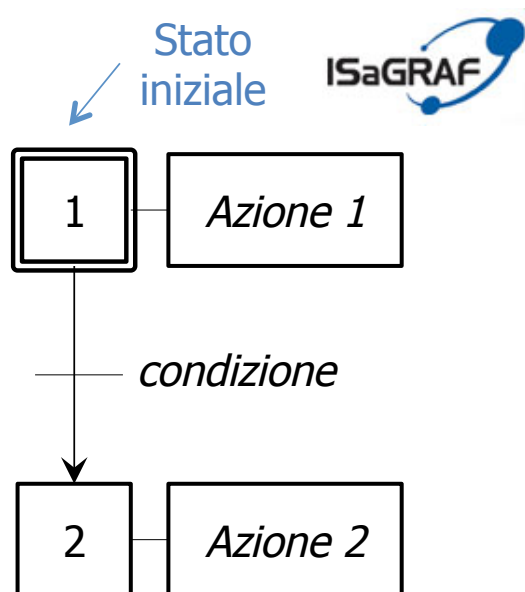 Stato
iniziale
ISaGRAF
1
Azione 1
condizione
2
Azione 2